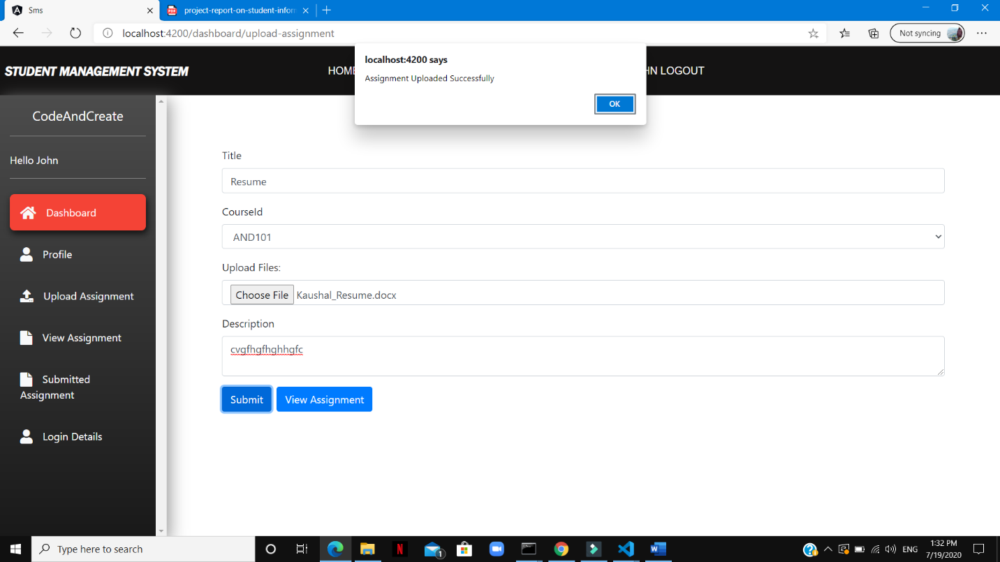 Sms
project-report-on-student-inform
localhost:4200/dashboard/upload-assignment
Not syncing
localhost:4200 says
Assignment Uploaded Successfully
OK
STUDENT MANAGEMENT SYSTEM
HOME
HN LOGOUT
CodeAndCreate
Hello John
Dashboard
Profile
Upload Assignment
View Assignment
Submitted
Assignment
Login Details
Title
Resume
CourseId
AND101
Upload Files:
Choose File Kaushal_Resume.docx
Description
cvgfhgfhghhgfc
Submit
View Assignment
Type here to search
1
ENG
1:32 PM
7/19/2020